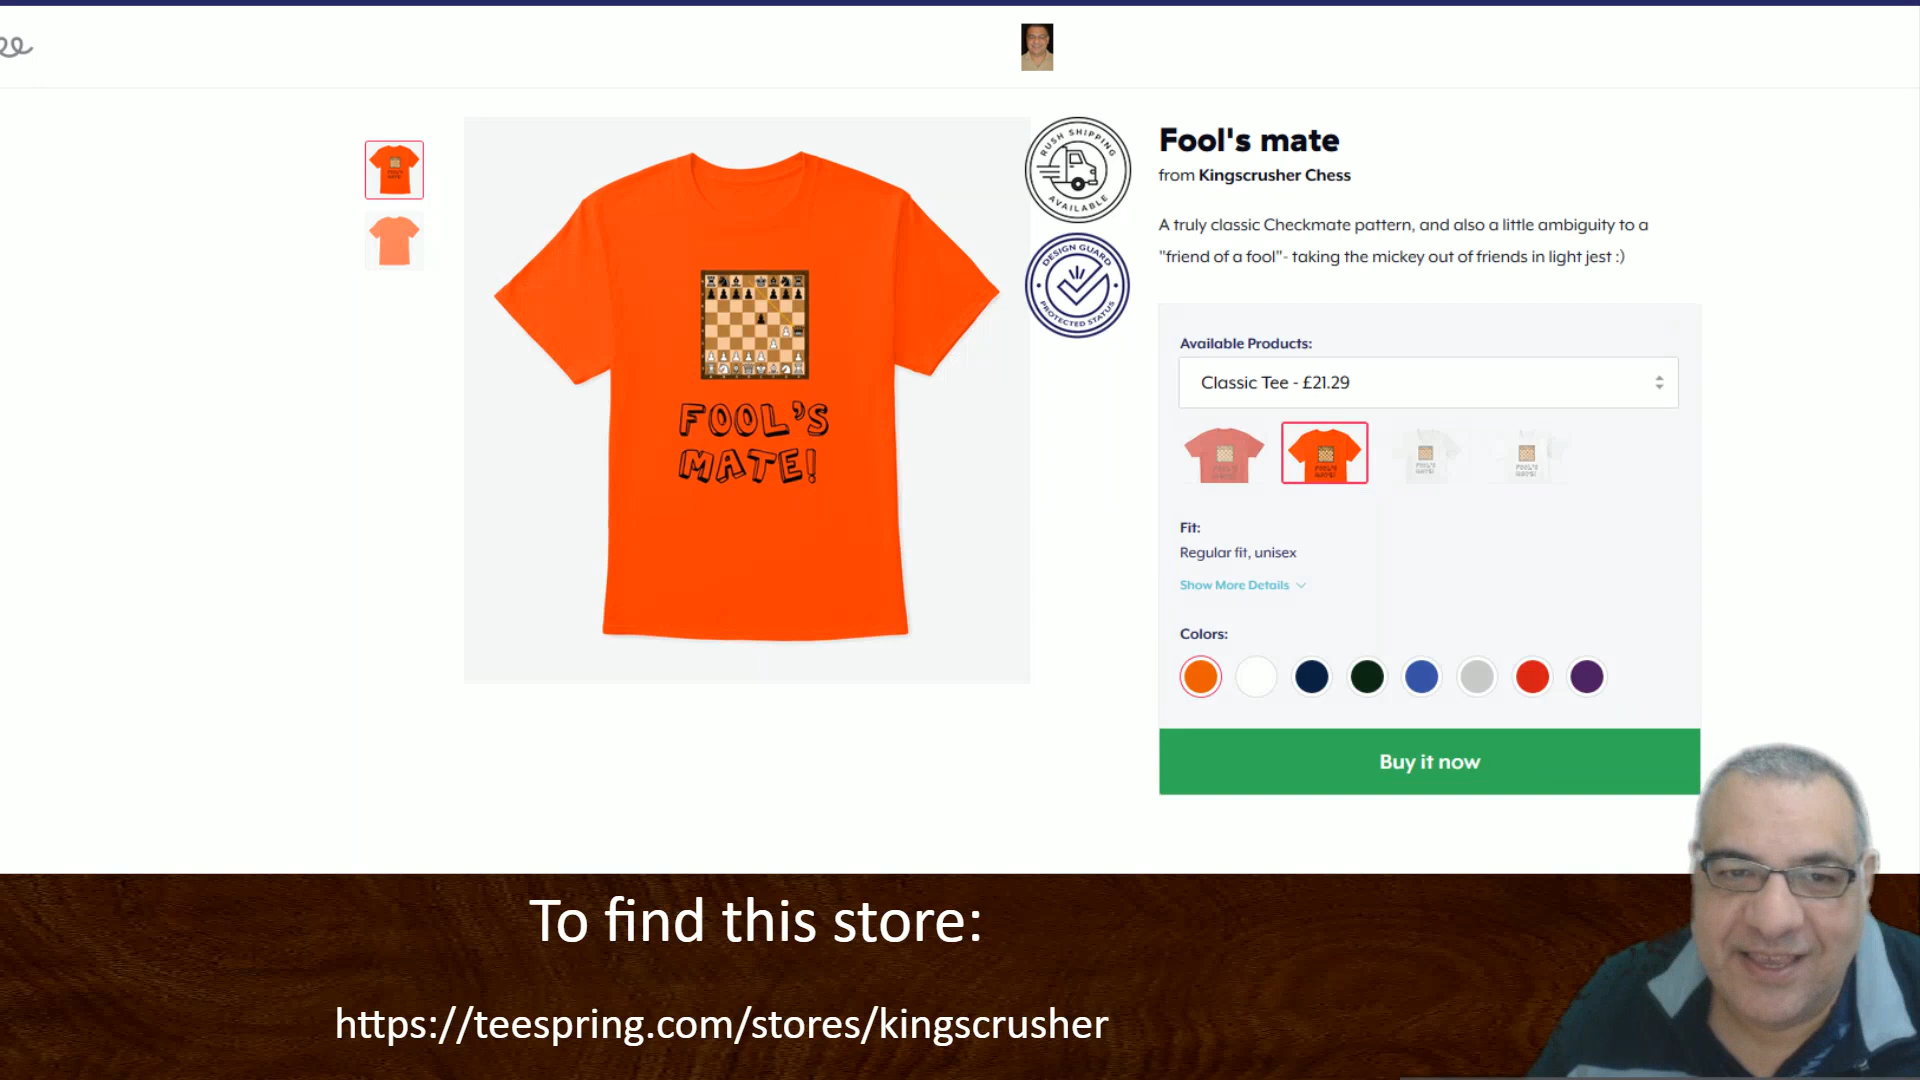 RUSH SHIPPING
AVAILABLE
DESIGN GUARD
PROTECTED STATUS
FOOL'S
MATE!
Fool's mate
from Kingscrusher Chess
A truly classic Checkmate pattern, and also a little ambiguity to a
"friend of a fool"- taking the mickey out of friends in light jest :)
Available Products:
Classic Tee - £21.29
Fit:
Regular fit, unisex
Show More Details
Colors:
Buy it now
To find this store:
https://teespring.com/stores/kingscrusher